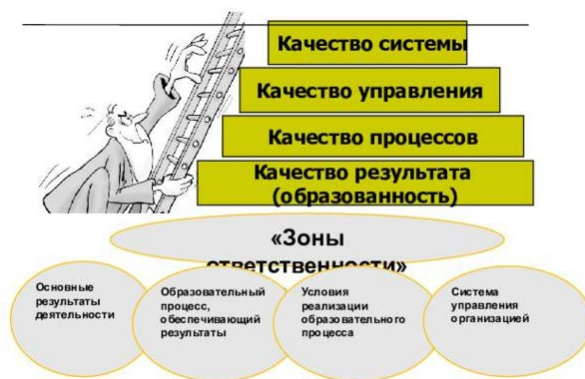 Качество системы
Качество управления
Качество процессов
Качество результата
(образованность)
«Зоны
ответственности»
Основные
результаты
деятельности
Образовательный
процесс,
обеспечивающий
результаты
Условия
реализации
образовательного
процесса
Система
управления
организацией